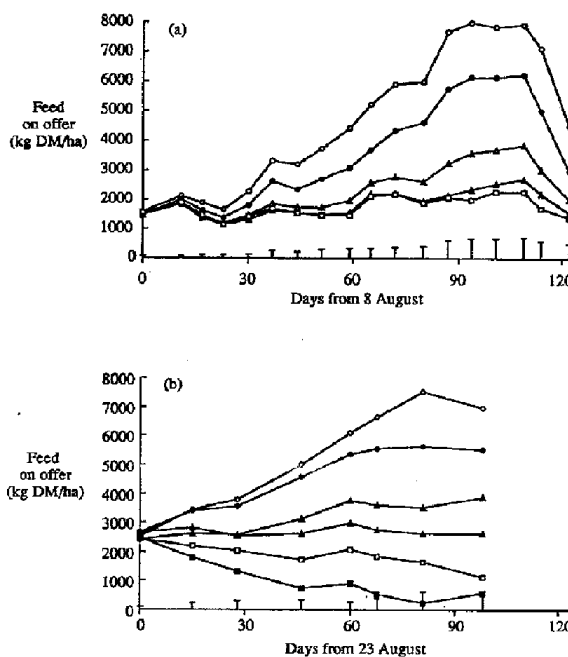 (a)
8000
7000
6000
5000
4000
3000
2000
1000
0
Feed
on offer
(kg DM/ha)
0 30 60 90 120
Days from 8 August
(b)
8000
7000
6000
5000
4000
3000
2000
1000
0
Feed
on offer
(kg DM/ha)
0 30 60 90 120
Days from 23 August